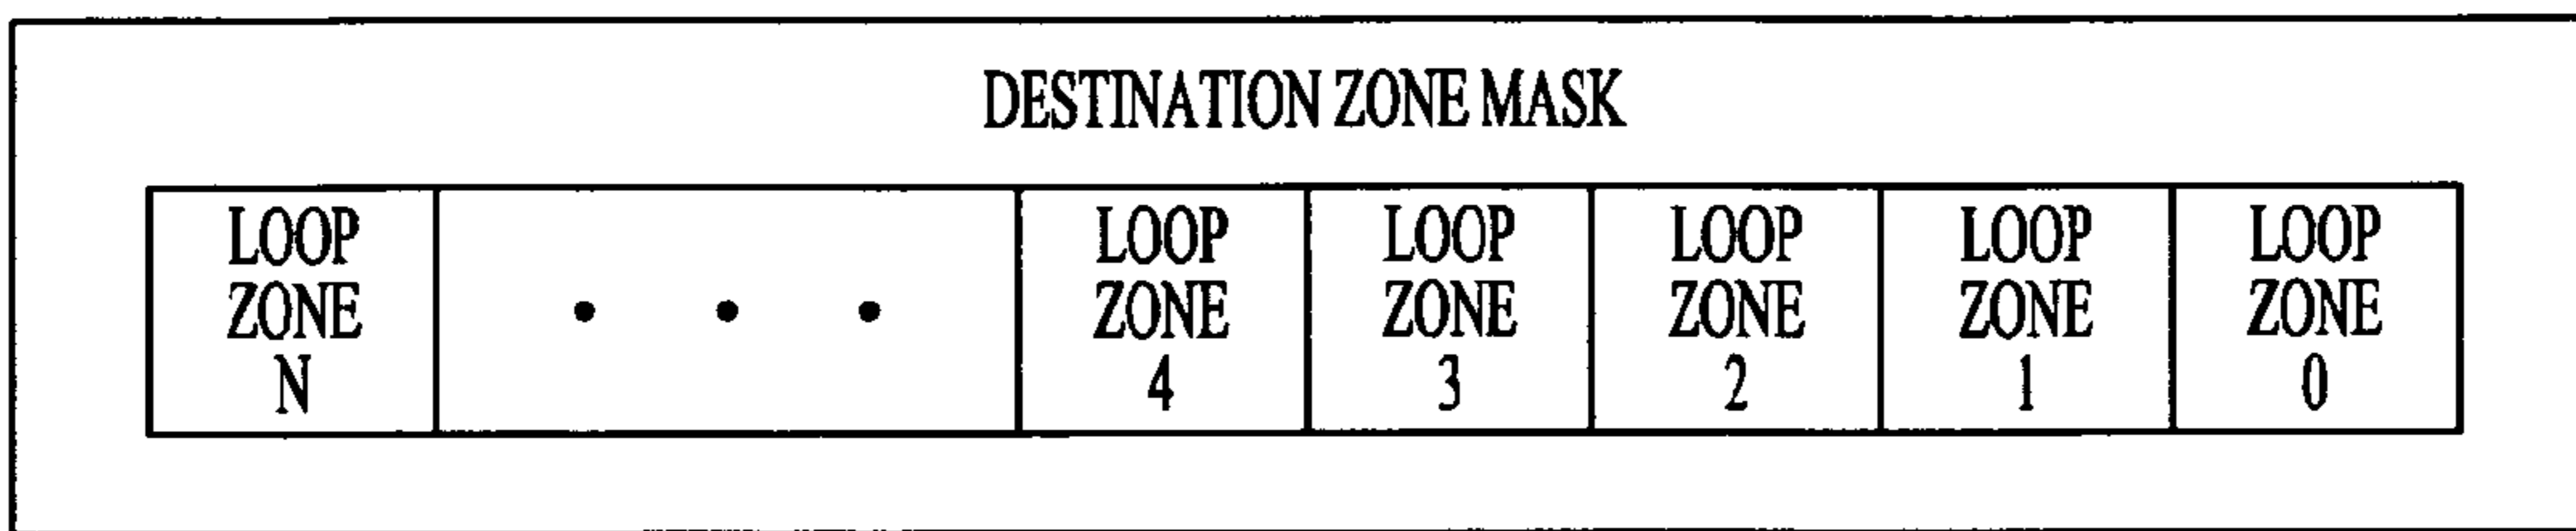 DESTINATION ZONE MASK
LOOP ZONE N
• • •
LOOP ZONE 4
LOOP ZONE 3
LOOP ZONE 2
LOOP ZONE 1
LOOP ZONE 0